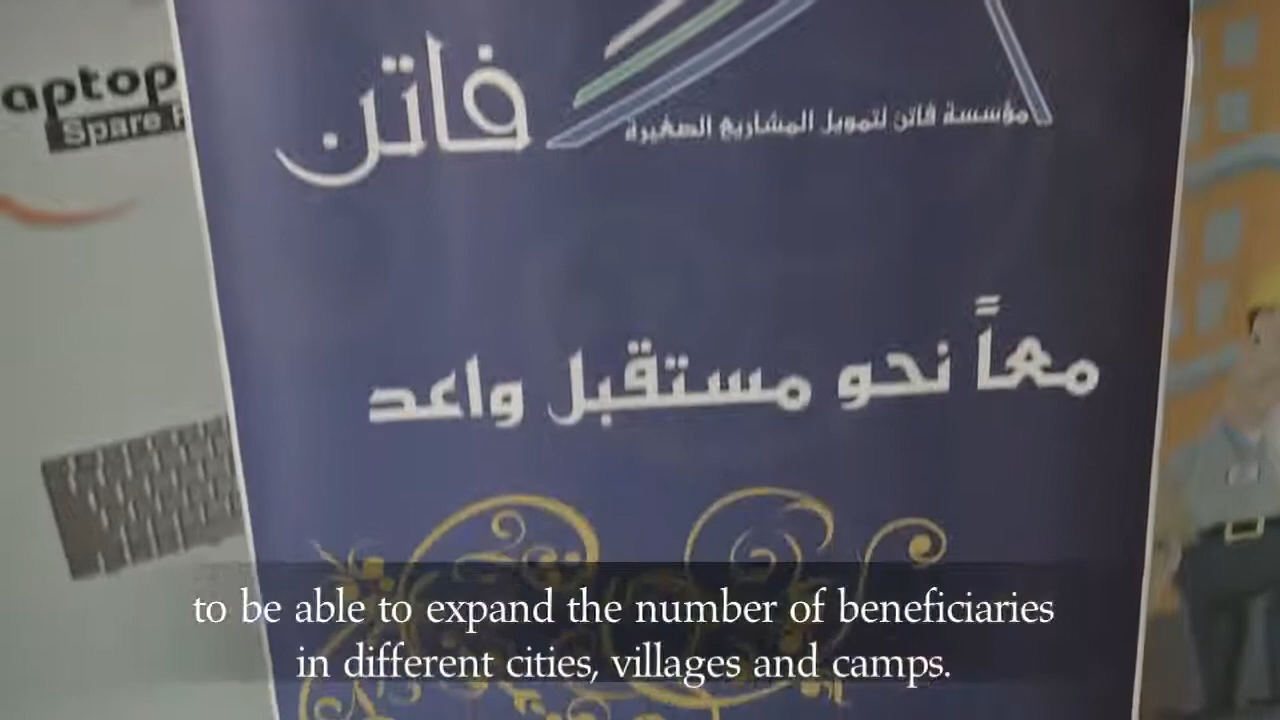 فاتن
مؤسسة فاتن لتمويل المشاريع الصغيرة
معاً نحو مستقبل واعد
aptop
Spare
to be able to expand the number of beneficiaries
in different cities, villages and camps.